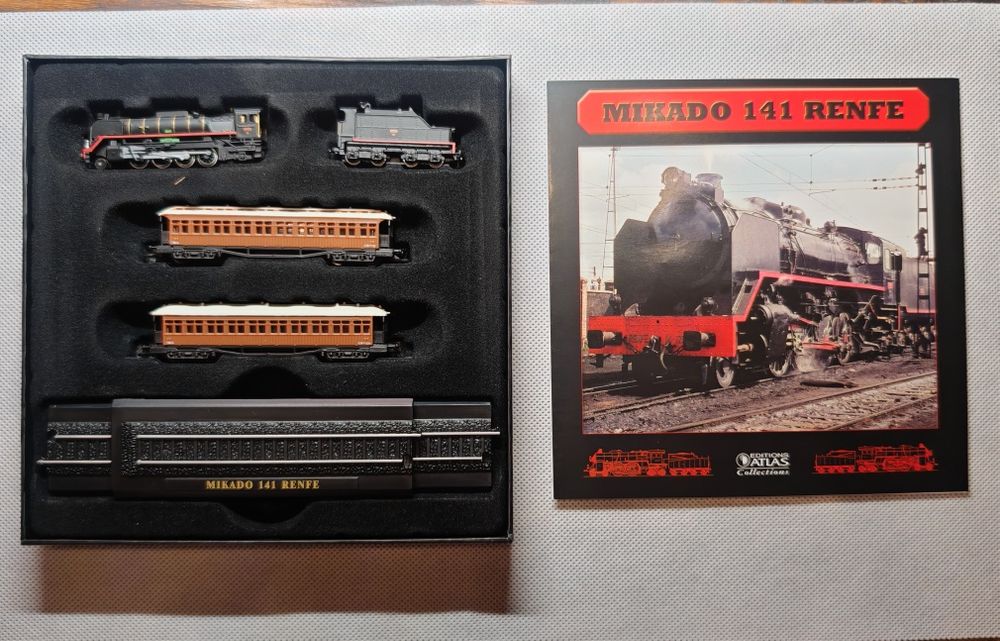 MIKADO 141 RENFE
MIKADO 141 RENFE
EDITIONS
ATLAS
Collections